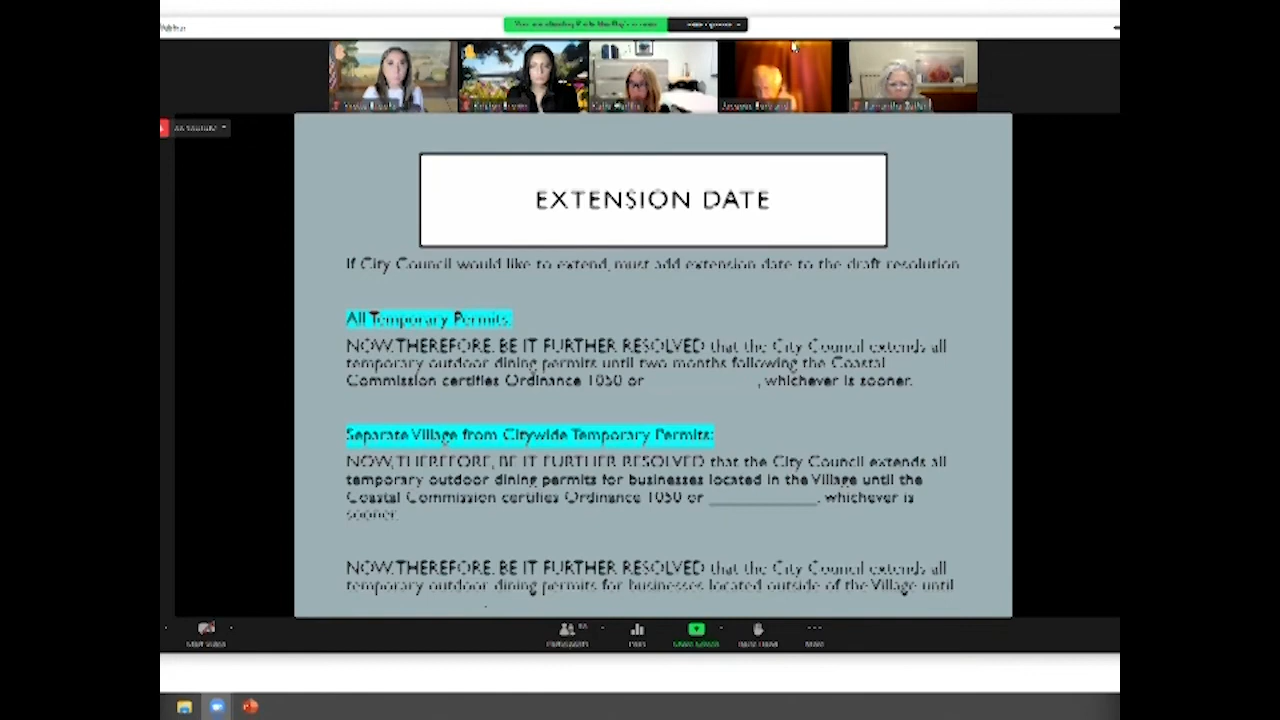 EXTENSION DATE
If City Council would like to extend, must add extension date to the draft resolution
All Temporary Permits:
NOW, THEREFORE, BE IT FURTHER RESOLVED that the City Council extends all
temporary outdoor dining permits until two months following the Coastal
Commission certifies Ordinance 1050 or ____________, whichever is sooner.
Separate Village from Citywide Temporary Permits:
NOW, THEREFORE, BE IT FURTHER RESOLVED that the City Council extends all
temporary outdoor dining permits for businesses located in the Village until the
Coastal Commission certifies Ordinance 1050 or ____________, whichever is
sooner.
NOW, THEREFORE, BE IT FURTHER RESOLVED that the City Council extends all
temporary outdoor dining permits for businesses located outside of the Village until